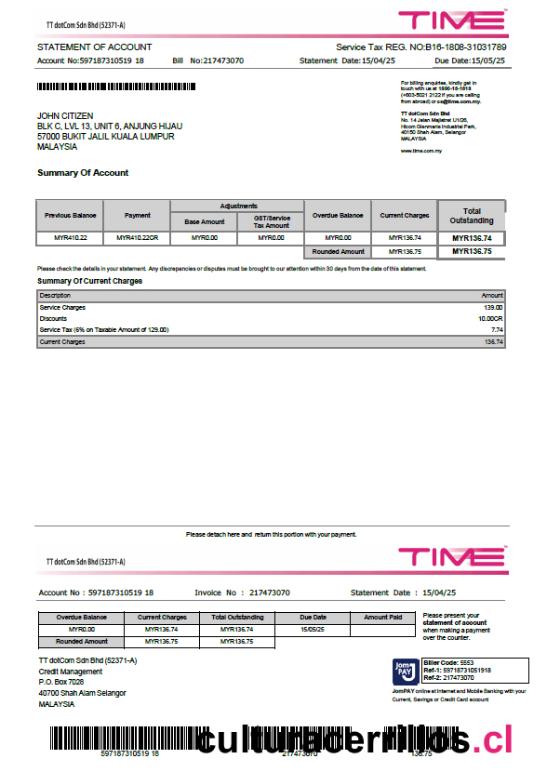 TT dotCom Sdn Bhd (52371-A)
TIME
STATEMENT OF ACCOUNT
Service Tax REG. NO:B16-1808-31031789
Account No:597187310519 18 Bill No:217473070 Statement Date:15/04/25 Due Date:15/05/25
For billing enquiries, kindly get in
touch with us at 1800-18-1818
(+603-5021 2122 if you are calling
from abroad) or cs@time.com.my.
TT dotCom Sdn Bhd
No. 14 Jalan Majistret U1/26,
Hicom Glenmarie Industrial Park,
40150 Shah Alam, Selangor
MALAYSIA
www.time.com.my
JOHN CITIZEN
BLK C, LVL 13, UNIT 6, ANJUNG HIJAU
57000 BUKIT JALIL KUALA LUMPUR
MALAYSIA
Summary Of Account
Previous Balance Payment Adjustments Overdue Balance Current Charges Total Outstanding
Base Amount GST/Service Tax Amount
MYR410.22 MYR410.22CR MYR0.00 MYR0.00 MYR0.00 MYR136.74 MYR136.74
Rounded Amount MYR136.75 MYR136.75
Please check the details in your statement. Any discrepancies or disputes must be brought to our attention within 30 days from the date of this statement.
Summary Of Current Charges
Description Amount
Service Charges 139.00
Discounts 10.00CR
Service Tax (6% on Taxable Amount of 129.00) 7.74
Current Charges 136.74
Please detach here and return this portion with your payment.
TT dotCom Sdn Bhd (52371-A)
TIME
Account No : 597187310519 18 Invoice No : 217473070 Statement Date : 15/04/25
Overdue Balance Current Charges Total Outstanding Due Date Amount Paid
MYR0.00 MYR136.74 MYR136.74 15/05/25
Rounded Amount MYR136.75 MYR136.75
Please present your
statement of account
when making a payment
over the counter.
TT dotCom Sdn Bhd (52371-A)
Credit Management
P.O. Box 7028
40700 Shah Alam Selangor
MALAYSIA
Jom
PAY
Biller Code: 5553
Ref-1: 59718731051918
Ref-2: 217473070
JomPAY online at Internet and Mobile Banking with your
Current, Savings or Credit Card account
culturacerrillos.cl
597187310519 18 217473070 136.75